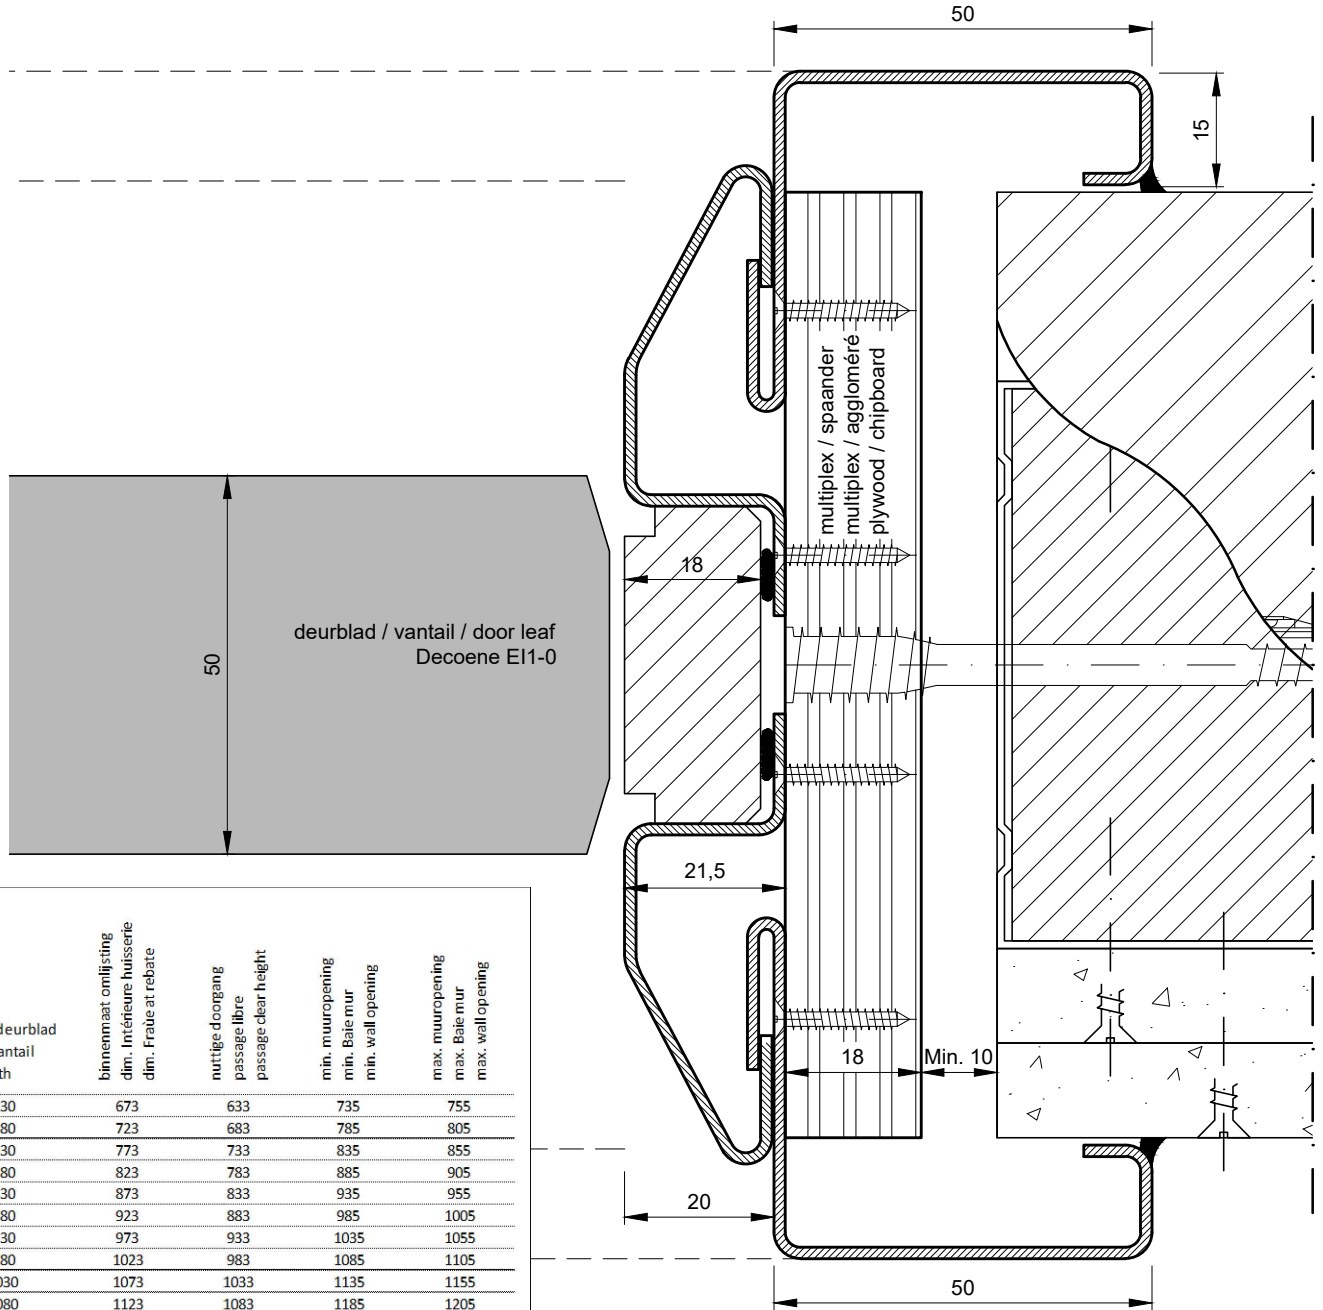 50
15
multiplex / spaander
multiplex / aggloméré
plywood / chipboard
18
deurblad / vantail / door leaf
Decoene EI1-0
50
21,5
18
Min. 10
20
50
deurblad
antail
th
binnenmaat omlijsting
dim. Intérieure huisserie
dim. Fraùe at rebate
nuttige doorgang
passage libre
passage clear height
min. muuropening
min. Baie mur
min. wall opening
max. muuropening
max. Baie mur
max. wall opening
30 673 633 735 755
80 723 683 785 805
30 773 733 835 855
80 823 783 885 905
30 873 833 935 955
80 923 883 985 1005
30 973 933 1035 1055
80 1023 983 1085 1105
030 1073 1033 1135 1155
080 1123 1083 1185 1205